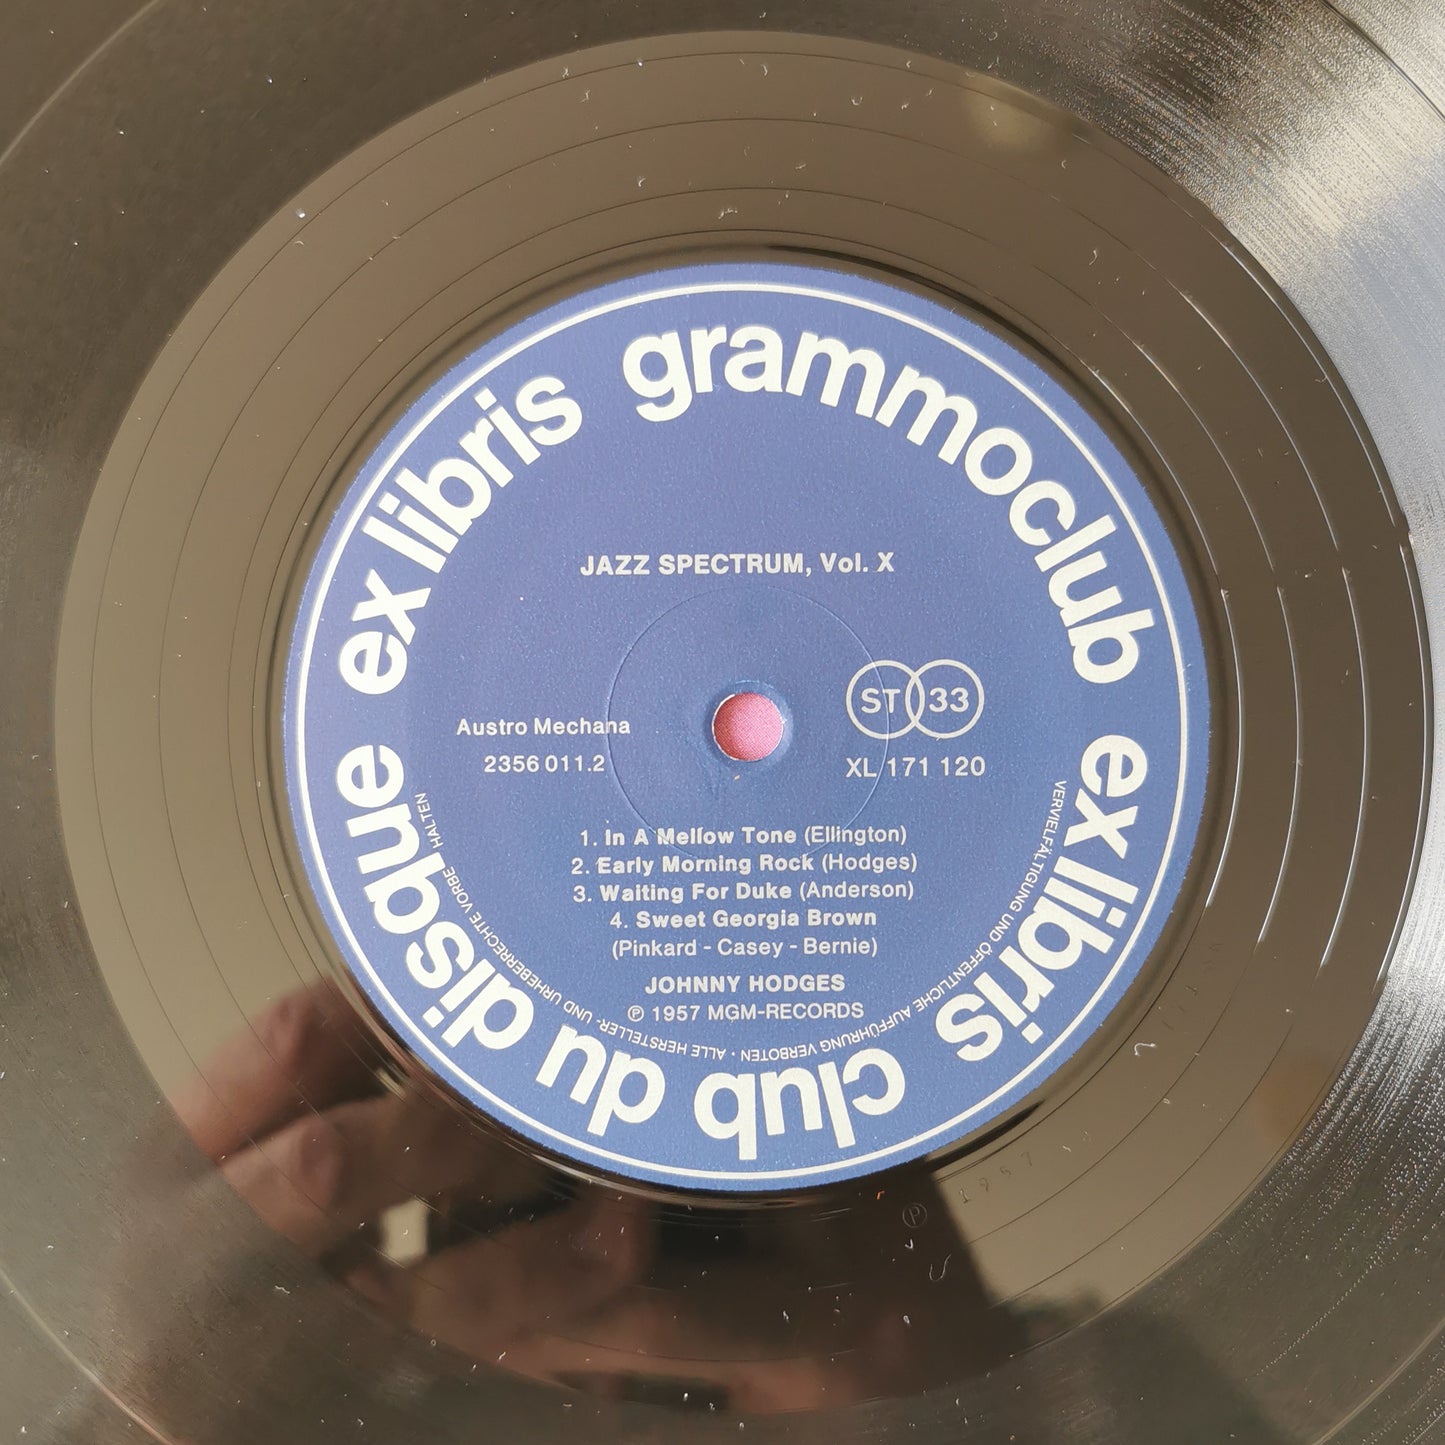 ex libris grammoclub
ex libris club du disque
JAZZ SPECTRUM, Vol. X
ST 33
Austro Mechana
2356 011.2
XL 171 120
1. In A Mellow Tone (Ellington)
2. Early Morning Rock (Hodges)
3. Waiting For Duke (Anderson)
4. Sweet Georgia Brown
(Pinkard - Casey - Bernie)
JOHNNY HODGES
℗ 1957 MGM-RECORDS
VERVIELFÄLTIGUNG UND ÖFFENTLICHE AUFFÜHRUNG VERBOTEN · ALLE HERSTELLER- UND URHEBERRECHTE VORBE HALTEN
℗ 1957